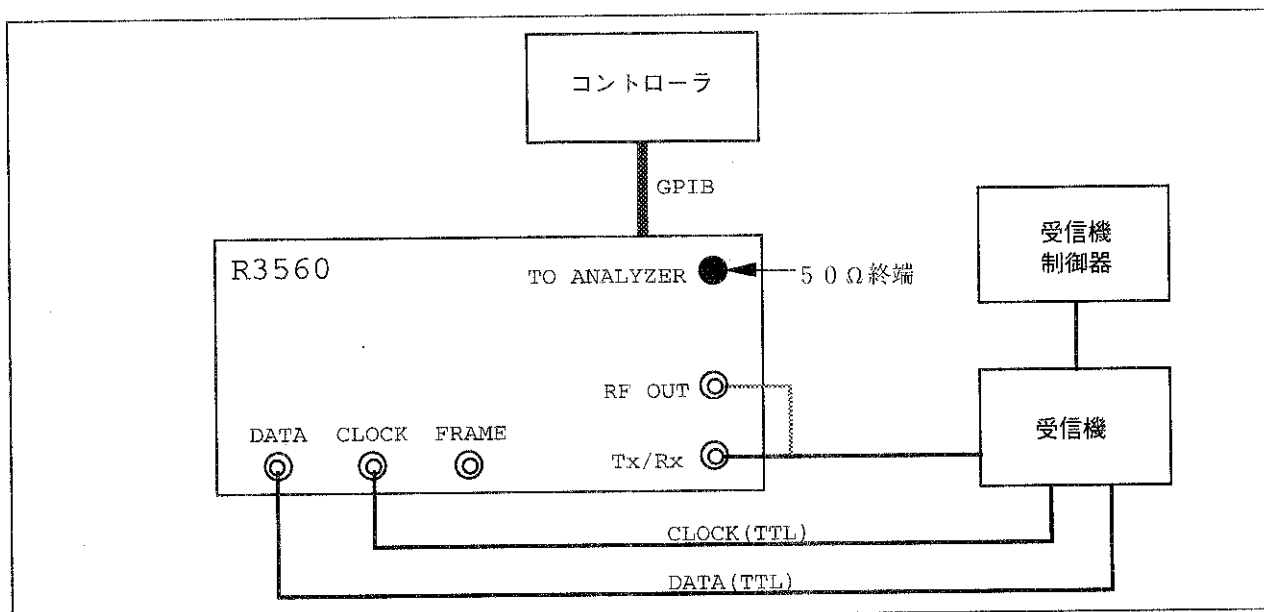 コントローラ
GPIB
R3560
TO ANALYZER
50Ω終端
受信機
制御器
RF OUT
受信機
DATA
CLOCK
FRAME
Tx/Rx
CLOCK(TTL)
DATA(TTL)